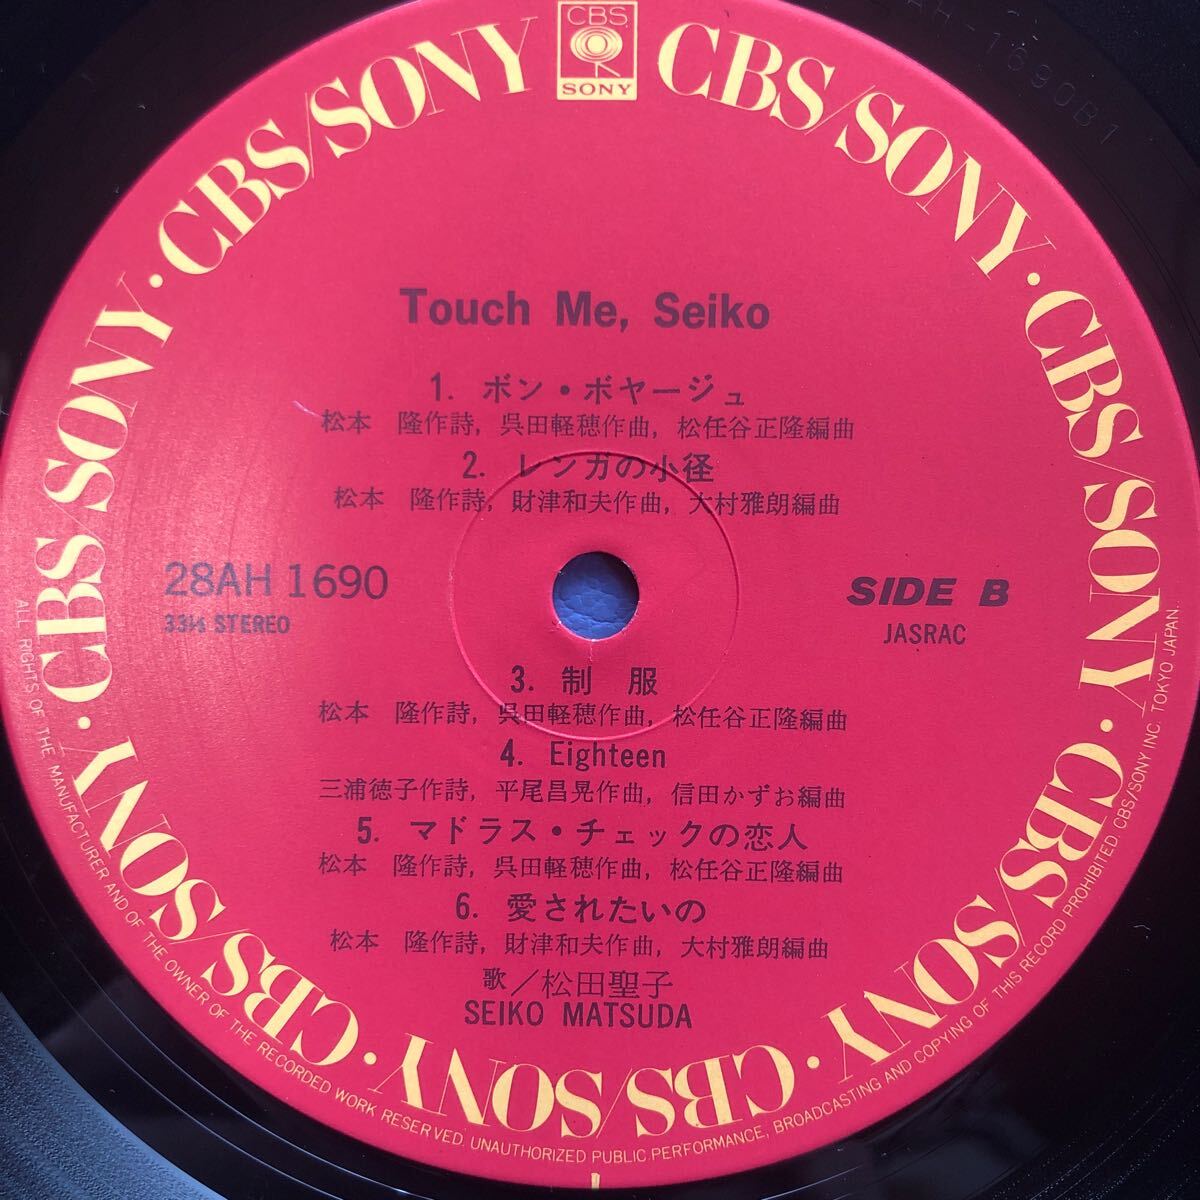 CBS
SONY
CBS/SONY · CBS/SONY · CBS/SONY · CBS/SONY · CBS/SONY · CBS/SONY · CBS/SONY · CBS/SONY · CBS/SONY
28AH-1690B1
Touch Me, Seiko
1. ボン・ボヤージュ
松本 隆作詩, 呉田軽穂作曲, 松任谷正隆編曲
2. レンガの小径
松本 隆作詩, 財津和夫作曲, 大村雅朗編曲
28AH 1690
33⅓ STEREO
SIDE B
JASRAC
3. 制 服
松本 隆作詩, 呉田軽穂作曲, 松任谷正隆編曲
4. Eighteen
三浦徳子作詩, 平尾昌晃作曲, 信田かずお編曲
5. マドラス・チェックの恋人
松本 隆作詩, 呉田軽穂作曲, 松任谷正隆編曲
6. 愛されたいの
松本 隆作詩, 財津和夫作曲, 大村雅朗編曲
歌／松田聖子
SEIKO MATSUDA
ALL RIGHTS OF THE MANUFACTURER AND OF THE OWNER OF THE RECORDED WORK RESERVED. UNAUTHORIZED PUBLIC PERFORMANCE, BROADCASTING AND COPYING OF THIS RECORD PROHIBITED CBS/SONY INC. TOKYO JAPAN.